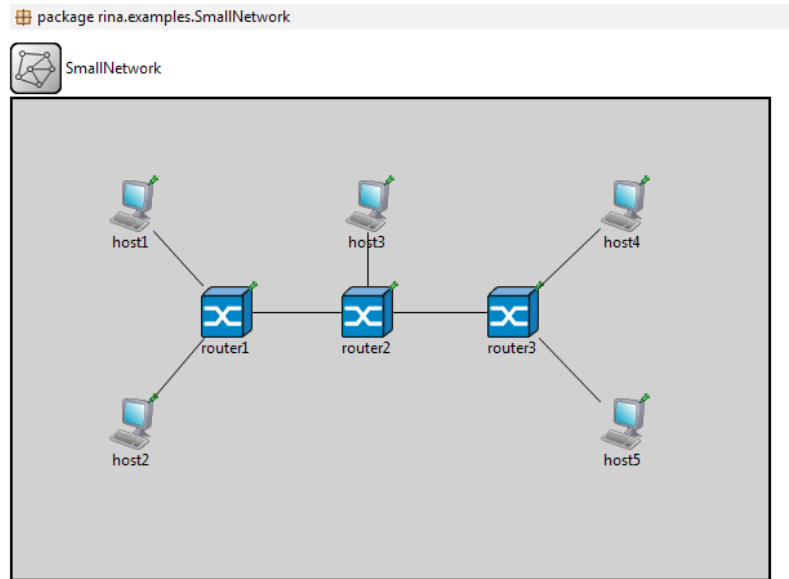 package rina.examples.SmallNetwork
SmallNetwork
host1
host3
host4
router1
router2
router3
host2
host5